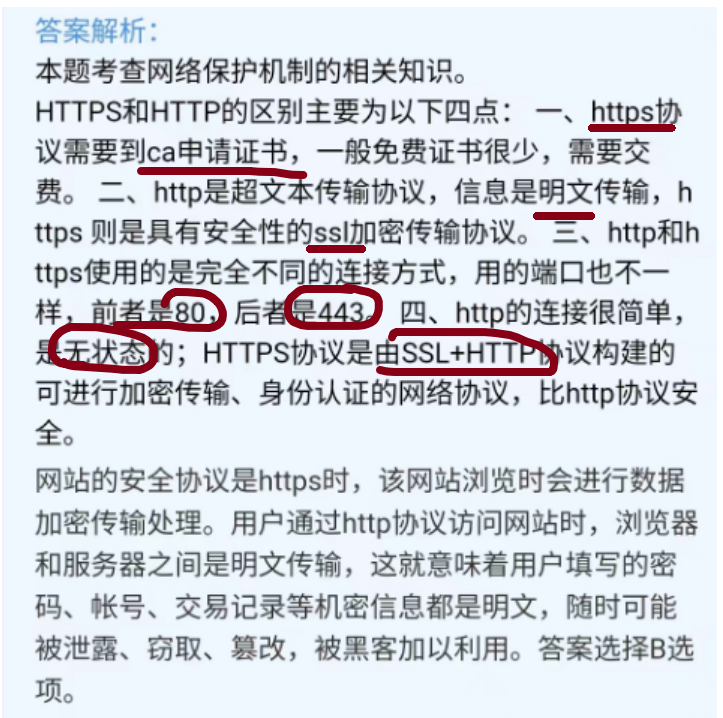 答案解析：
本题考查网络保护机制的相关知识。
HTTPS和HTTP的区别主要为以下四点： 一、https协
议需要到ca申请证书，一般免费证书很少，需要交
费。 二、http是超文本传输协议，信息是明文传输，h
ttps 则是具有安全性的ssl加密传输协议。 三、http和h
ttps使用的是完全不同的连接方式，用的端口也不一
样，前者是80，后者是443。 四、http的连接很简单，
是无状态的；HTTPS协议是由SSL+HTTP协议构建的
可进行加密传输、身份认证的网络协议，比http协议安
全。
网站的安全协议是https时，该网站浏览时会进行数据
加密传输处理。用户通过http协议访问网站时，浏览器
和服务器之间是明文传输，这就意味着用户填写的密
码、帐号、交易记录等机密信息都是明文，随时可能
被泄露、窃取、篡改，被黑客加以利用。答案选择B选
项。